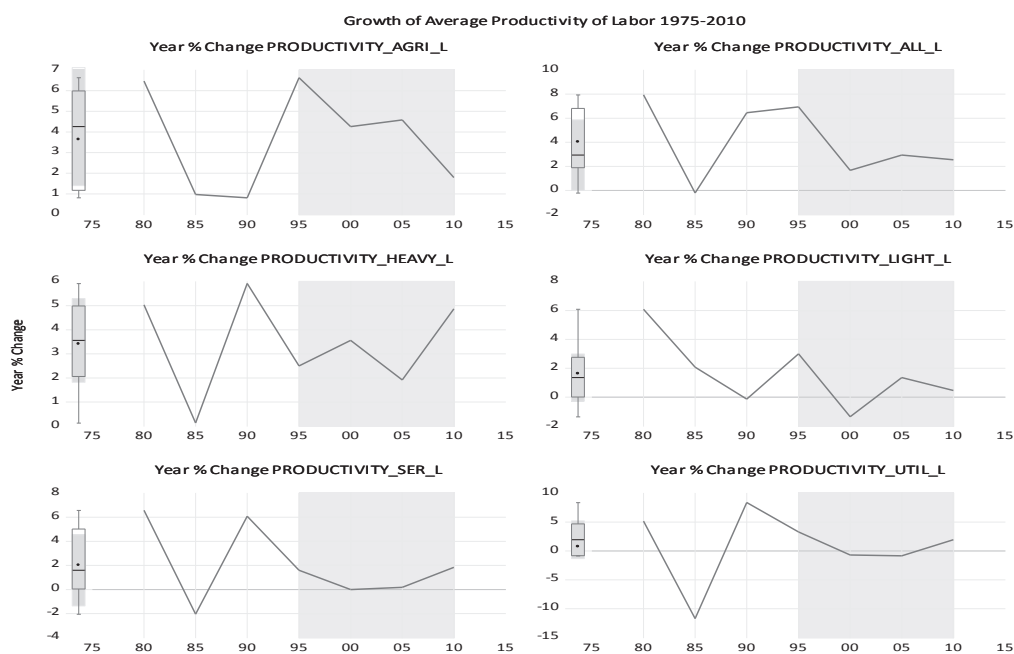 Growth of Average Productivity of Labor 1975-2010
Year % Change PRODUCTIVITY_AGRI_L
7
6
5
4
3
2
1
0
75 80 85 90 95 00 05 10 15
Year % Change PRODUCTIVITY_ALL_L
10
8
6
4
2
0
-2
75 80 85 90 95 00 05 10 15
Year % Change
Year % Change PRODUCTIVITY_HEAVY_L
6
5
4
3
2
1
0
75 80 85 90 95 00 05 10 15
Year % Change PRODUCTIVITY_LIGHT_L
8
6
4
2
0
-2
75 80 85 90 95 00 05 10 15
Year % Change PRODUCTIVITY_SER_L
8
6
4
2
0
-2
-4
75 80 85 90 95 00 05 10 15
Year % Change PRODUCTIVITY_UTIL_L
10
5
0
-5
-10
-15
75 80 85 90 95 00 05 10 15